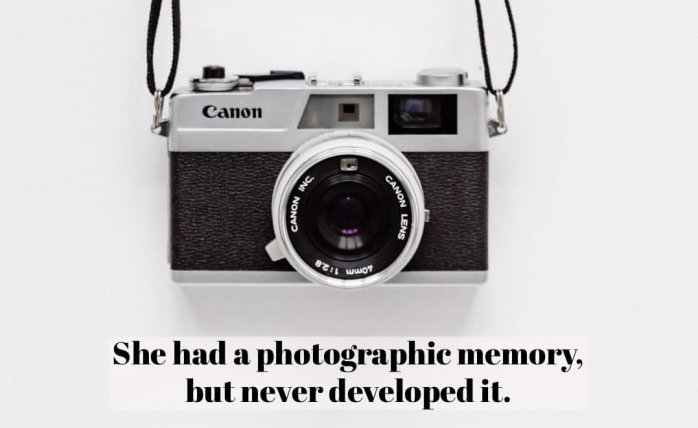 Canon
CANON INC.
CANON LENS
40mm 1:2.8
She had a photographic memory,
but never developed it.